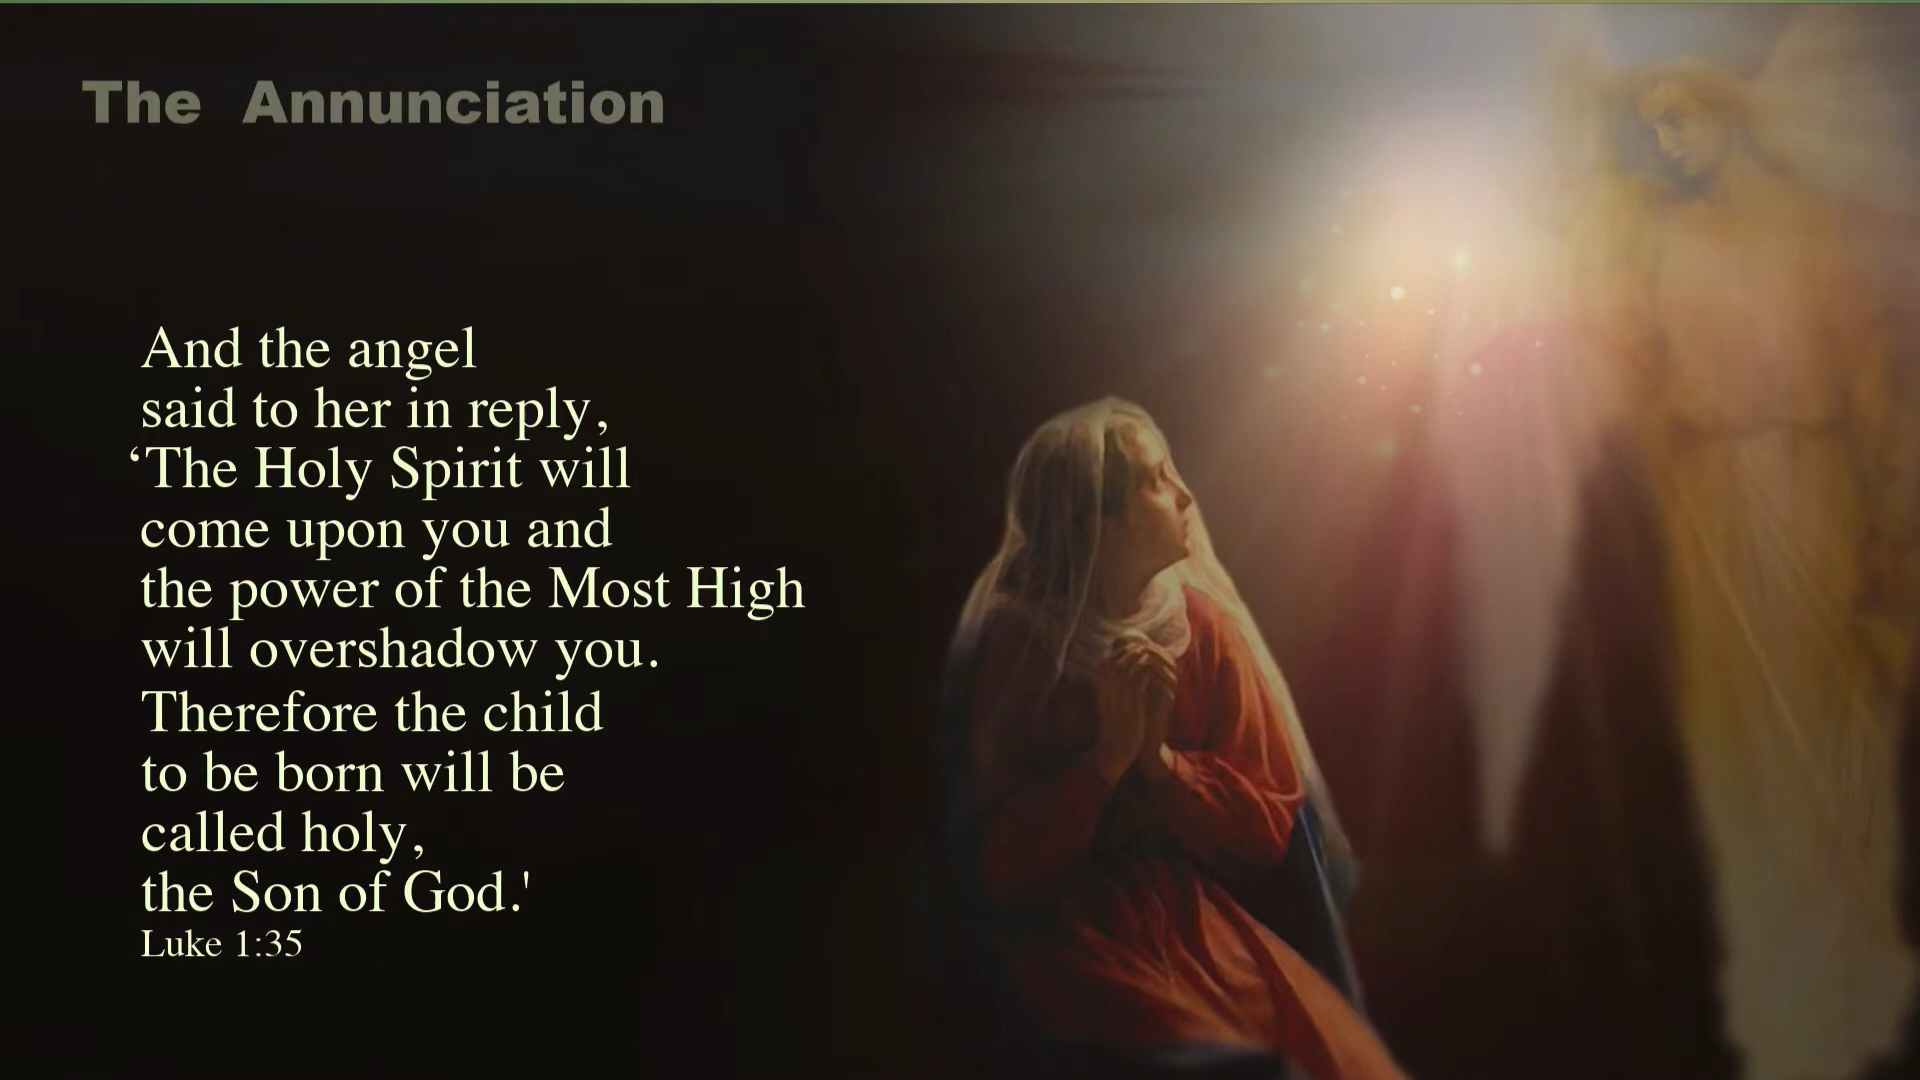 The Annunciation
And the angel
said to her in reply,
‘The Holy Spirit will
come upon you and
the power of the Most High
will overshadow you.
Therefore the child
to be born will be
called holy,
the Son of God.'
Luke 1:35